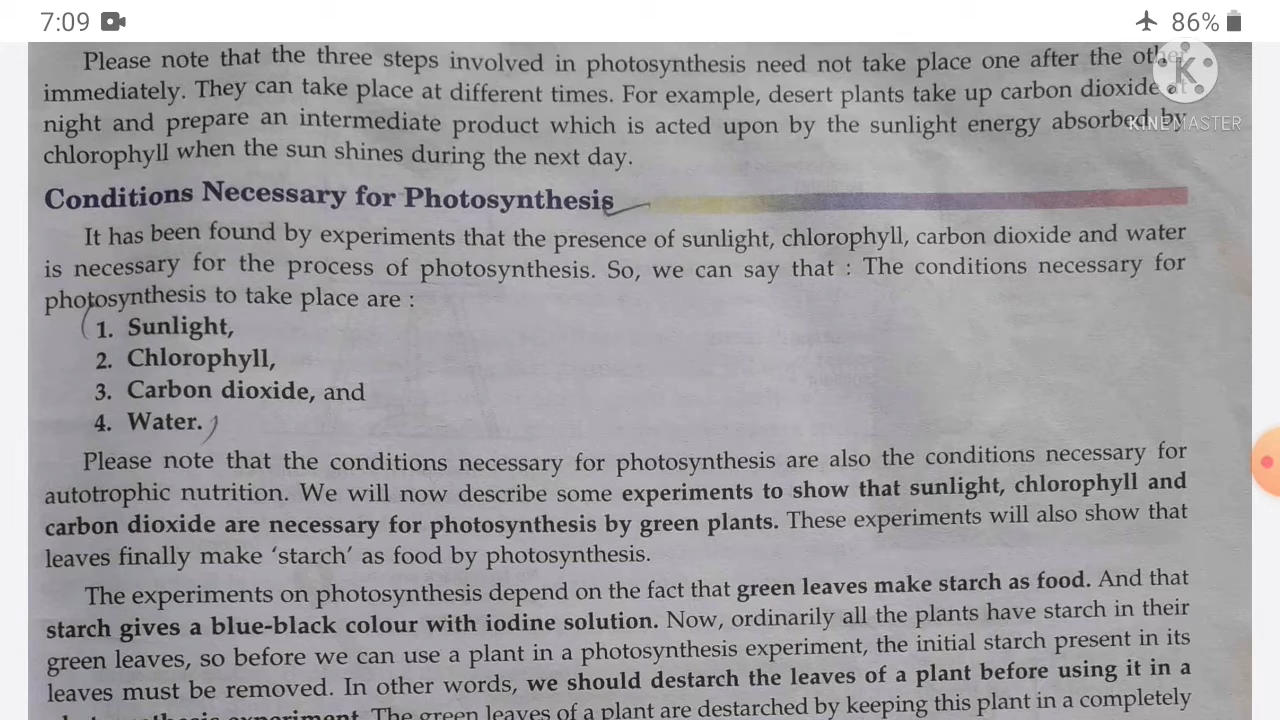 7:09
86%
Please note that the three steps involved in photosynthesis need not take place one after the other
immediately. They can take place at different times. For example, desert plants take up carbon dioxide at
night and prepare an intermediate product which is acted upon by the sunlight energy absorbed by
KINEMASTER
chlorophyll when the sun shines during the next day.
Conditions Necessary for Photosynthesis
It has been found by experiments that the presence of sunlight, chlorophyll, carbon dioxide and water
is necessary for the process of photosynthesis. So, we can say that : The conditions necessary for
photosynthesis to take place are :
1. Sunlight,
2. Chlorophyll,
3. Carbon dioxide, and
4. Water.
Please note that the conditions necessary for photosynthesis are also the conditions necessary for
autotrophic nutrition. We will now describe some experiments to show that sunlight, chlorophyll and
carbon dioxide are necessary for photosynthesis by green plants. These experiments will also show that
leaves finally make ‘starch’ as food by photosynthesis.
The experiments on photosynthesis depend on the fact that green leaves make starch as food. And that
starch gives a blue-black colour with iodine solution. Now, ordinarily all the plants have starch in their
green leaves, so before we can use a plant in a photosynthesis experiment, the initial starch present in its
leaves must be removed. In other words, we should destarch the leaves of a plant before using it in a
photosynthesis experiment. The green leaves of a plant are destarched by keeping this plant in a completely